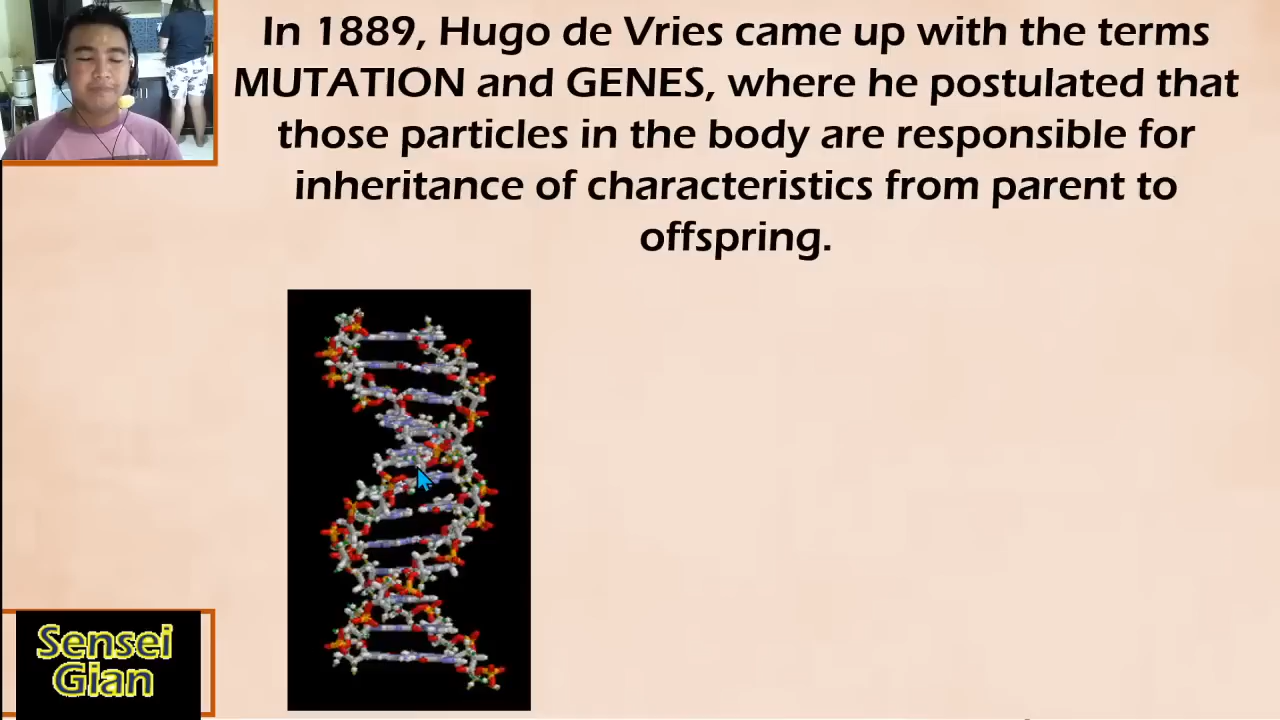 In 1889, Hugo de Vries came up with the terms
MUTATION and GENES, where he postulated that
those particles in the body are responsible for
inheritance of characteristics from parent to
offspring.
Sensei
Gian